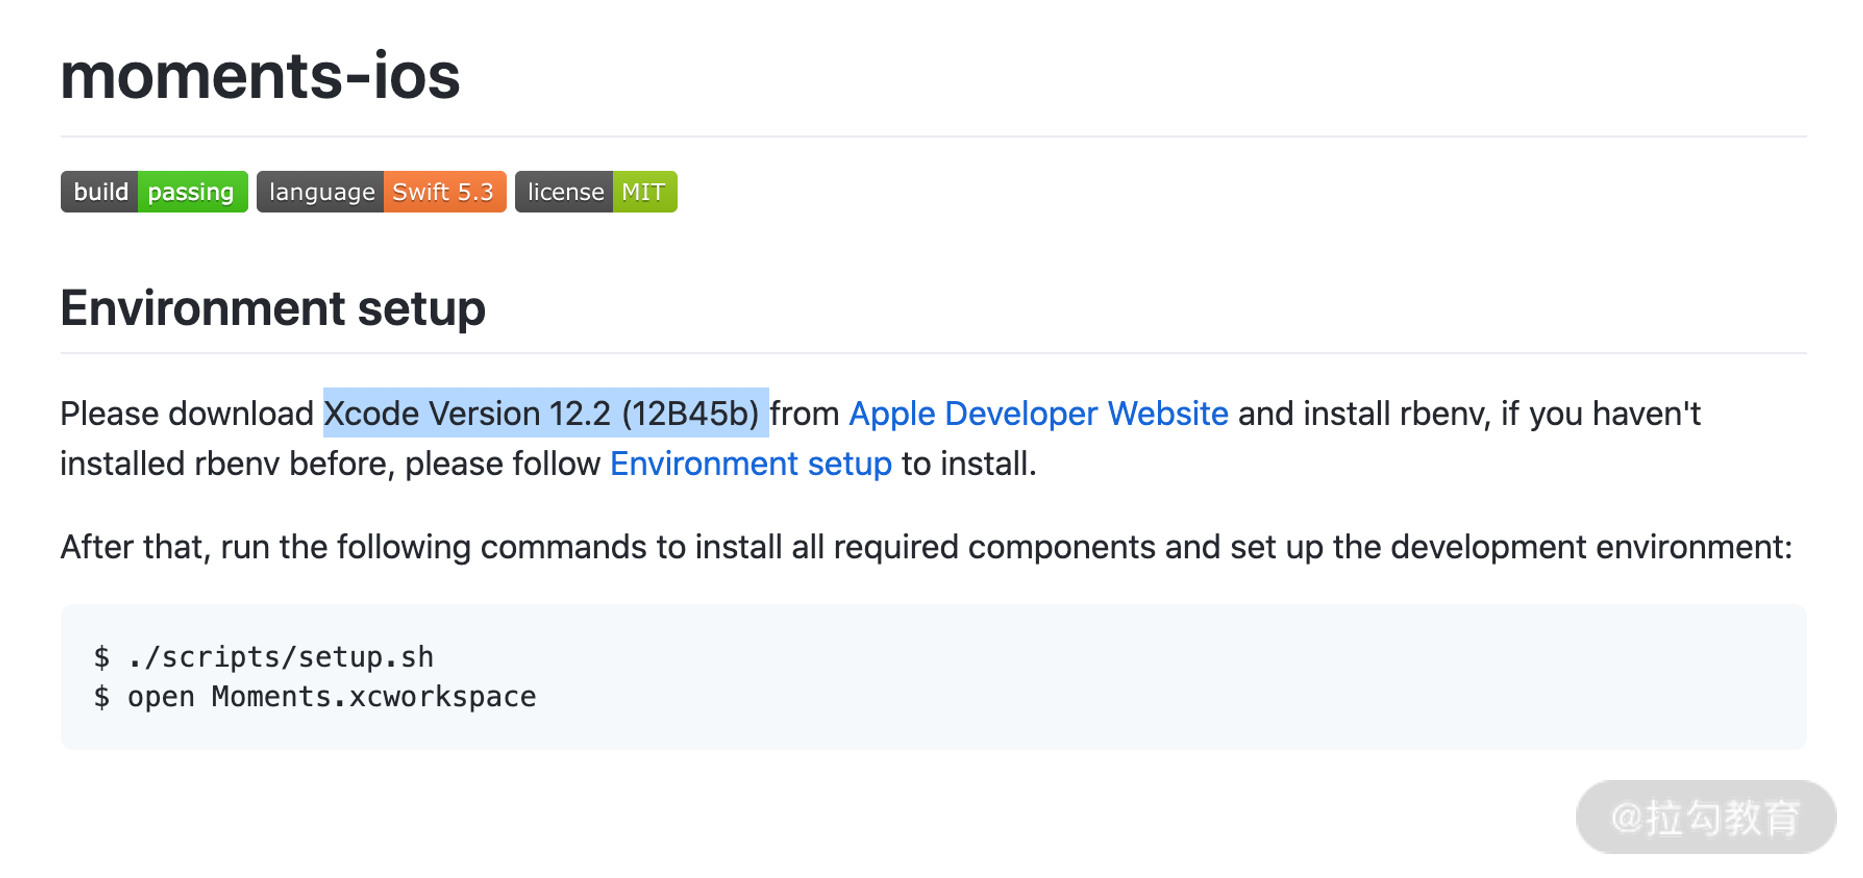 moments-ios
build passing language Swift 5.3 license MIT
Environment setup
Please download Xcode Version 12.2 (12B45b) from Apple Developer Website and install rbenv, if you haven't
installed rbenv before, please follow Environment setup to install.
After that, run the following commands to install all required components and set up the development environment:
$ ./scripts/setup.sh
$ open Moments.xcworkspace
@拉勾教育